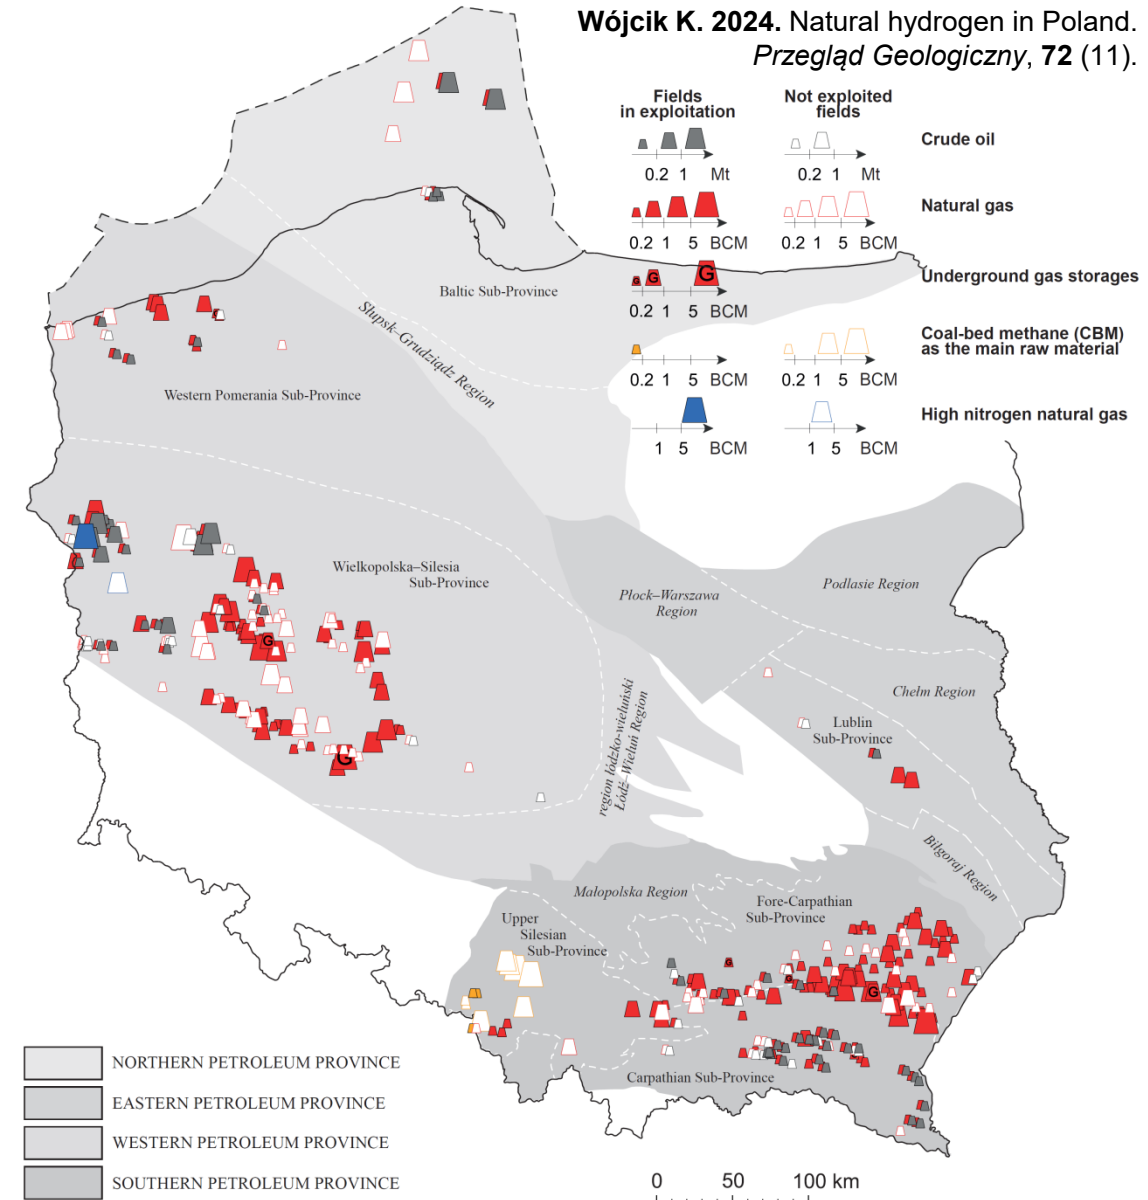 Wójcik K. 2024. Natural hydrogen in Poland.
Przegląd Geologiczny, 72 (11).
Fields
in exploitation
Not exploited
fields
Crude oil
0.2 1 Mt
0.2 1 Mt
Natural gas
0.2 1 5 BCM
0.2 1 5 BCM
Underground gas storages
G G G
0.2 1 5 BCM
Coal-bed methane (CBM)
as the main raw material
0.2 1 5 BCM
0.2 1 5 BCM
High nitrogen natural gas
1 5 BCM
1 5 BCM
Baltic Sub-Province
Słupsk–Grudziądz Region
Western Pomerania Sub-Province
Wielkopolska–Silesia
Sub-Province
Płock–Warszawa
Region
Podlasie Region
Chełm Region
Lublin
Sub-Province
region łódzko-wieluński
Łódź–Wieluń Region
Biłgoraj Region
Małopolska Region
Fore-Carpathian
Sub-Province
Upper
Silesian
Sub-Province
Carpathian Sub-Province
G
G
G
G
G
NORTHERN PETROLEUM PROVINCE
EASTERN PETROLEUM PROVINCE
WESTERN PETROLEUM PROVINCE
SOUTHERN PETROLEUM PROVINCE
0 50 100 km